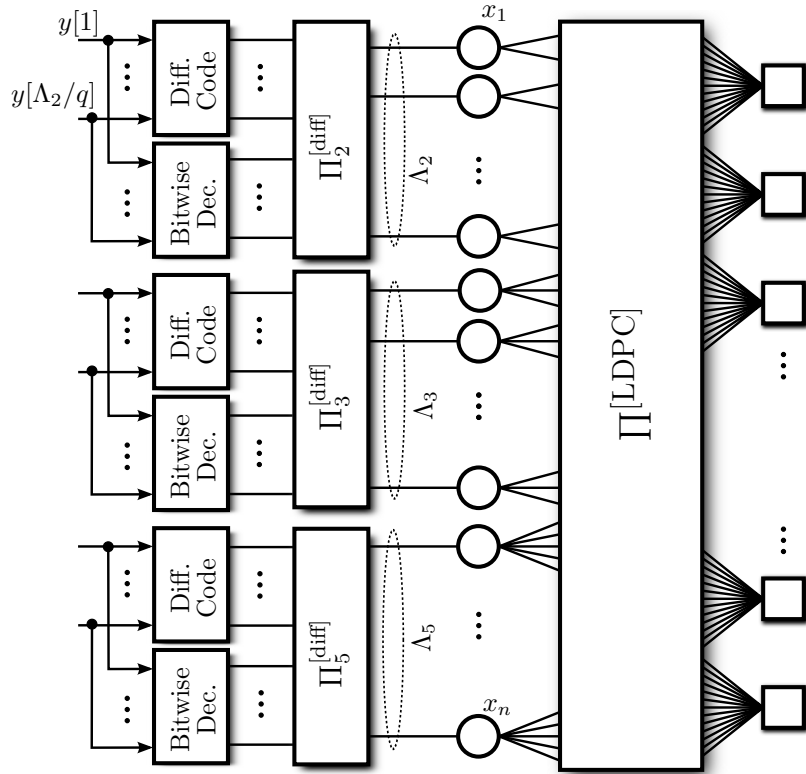 x₁
y[1]
y[Λ₂/q]
Diff.
Code
Bitwise
Dec.
Π₂^[diff]
Λ₂
Diff.
Code
Bitwise
Dec.
Π₃^[diff]
Λ₃
Π^[LDPC]
Diff.
Code
Bitwise
Dec.
Π₅^[diff]
Λ₅
xₙ